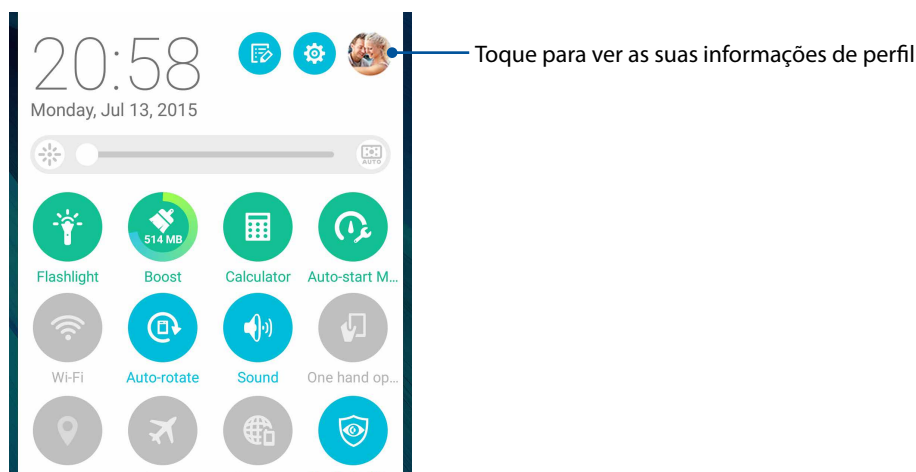 20:58
Toque para ver as suas informações de perfil
Monday, Jul 13, 2015
AUTO
514 MB
Flashlight
Boost
Calculator
Auto-start M...
Wi-Fi
Auto-rotate
Sound
One hand op...